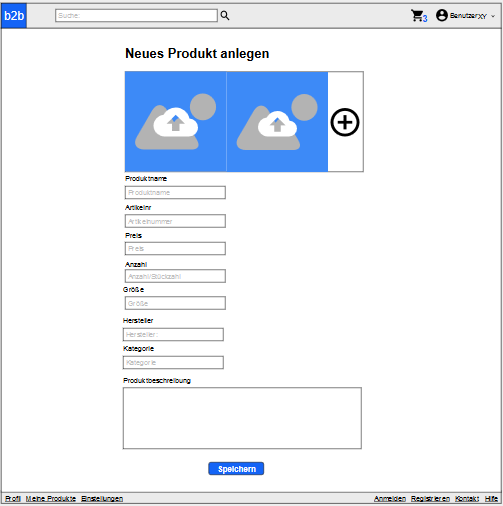 b2b Suche: 3 BenutzerXY
Neues Produkt anlegen
Produktname
Produktname
Artikelnr
Artikelnummer
Preis
Preis
Anzahl
Anzahl/Stückzahl
Größe
Größe
Hersteller
Hersteller:
Kategorie
Kategorie
Produktbeschreibung
Speichern
Profil Meine Produkte Einstellungen Anmelden Registrieren Kontakt Hilfe